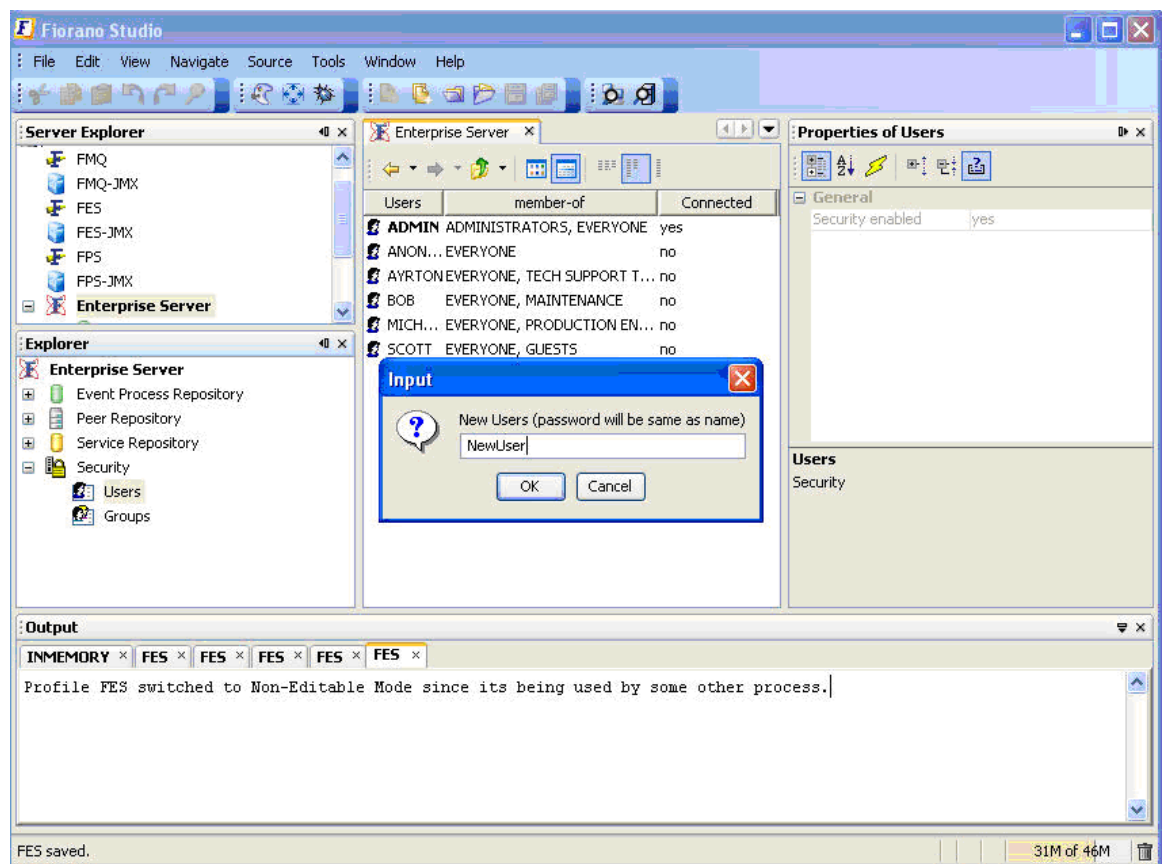 Fiorano Studio
File Edit View Navigate Source Tools Window Help
Server Explorer
FMQ
FMQ-JMX
FES
FES-JMX
FPS
FPS-JMX
Enterprise Server
Explorer
Enterprise Server
Event Process Repository
Peer Repository
Service Repository
Security
Users
Groups
Enterprise Server
Users member-of Connected
ADMIN ADMINISTRATORS, EVERYONE yes
ANON... EVERYONE no
AYRTON EVERYONE, TECH SUPPORT T... no
BOB EVERYONE, MAINTENANCE no
MICH... EVERYONE, PRODUCTION EN... no
SCOTT EVERYONE, GUESTS no
Input
New Users (password will be same as name)
NewUser
OK Cancel
Properties of Users
General
Security enabled yes
Users
Security
Output
INMEMORY FES FES FES FES FES
Profile FES switched to Non-Editable Mode since its being used by some other process.
FES saved.
31M of 46M